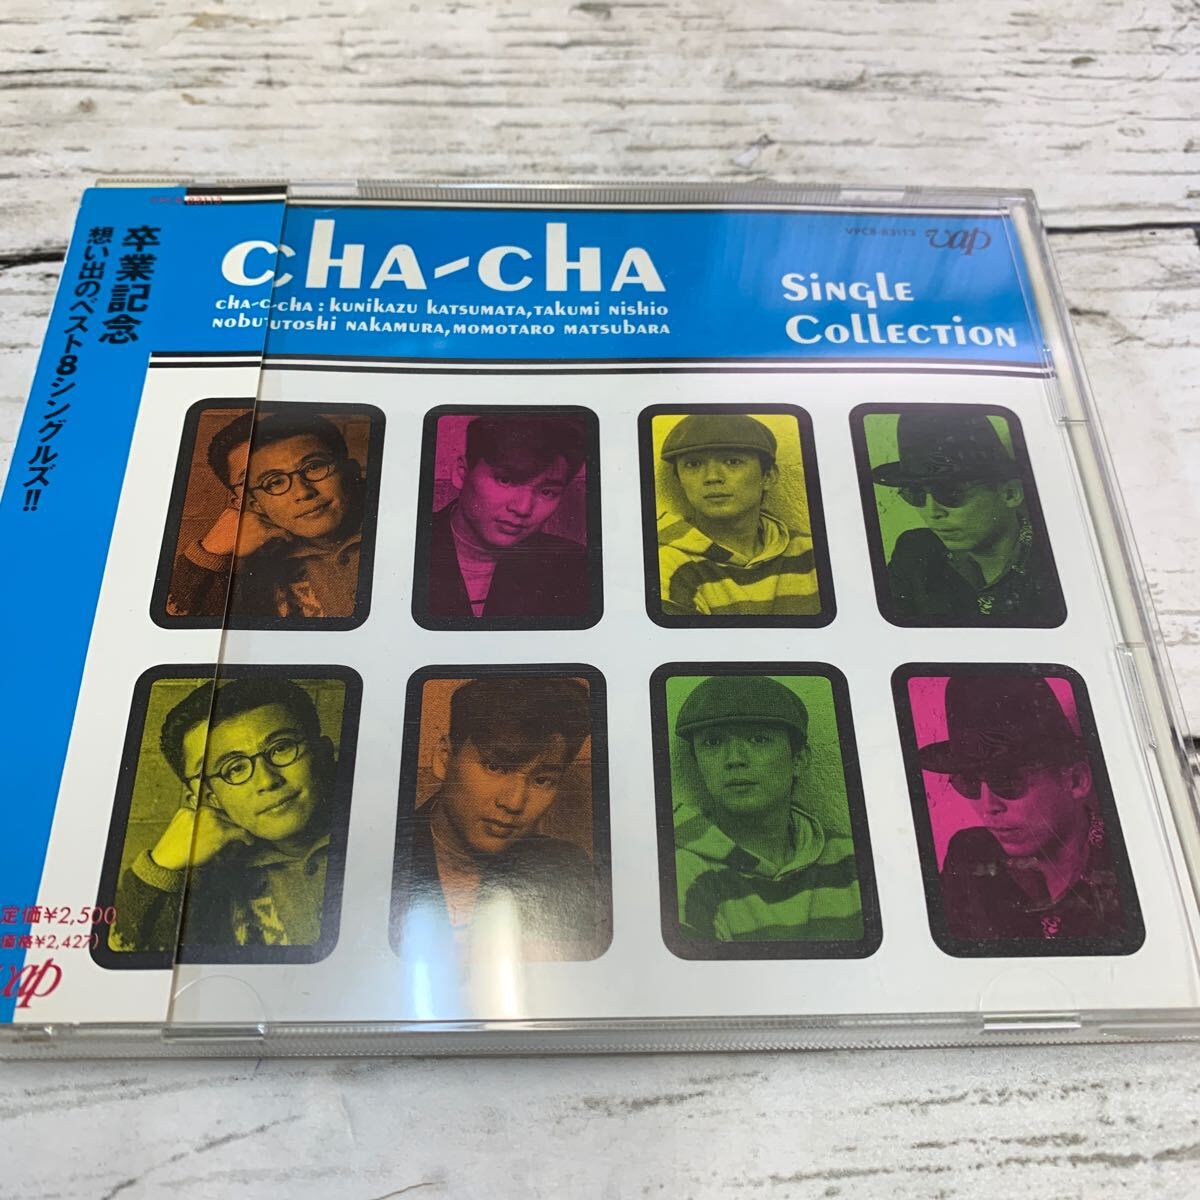 VPCB-83113
卒業記念
想い出のベスト8シングルズ!!
定価¥2,500
価格¥2,427)
vap
CHA-CHA
CHA-C-CHA : KUNIKAZU KATSUMATA, TAKUMI NISHIO
NOBU'UTOSHI NAKAMURA, MOMOTARO MATSUBARA
VPCB-83113 vap
SINGLE
COLLECTION